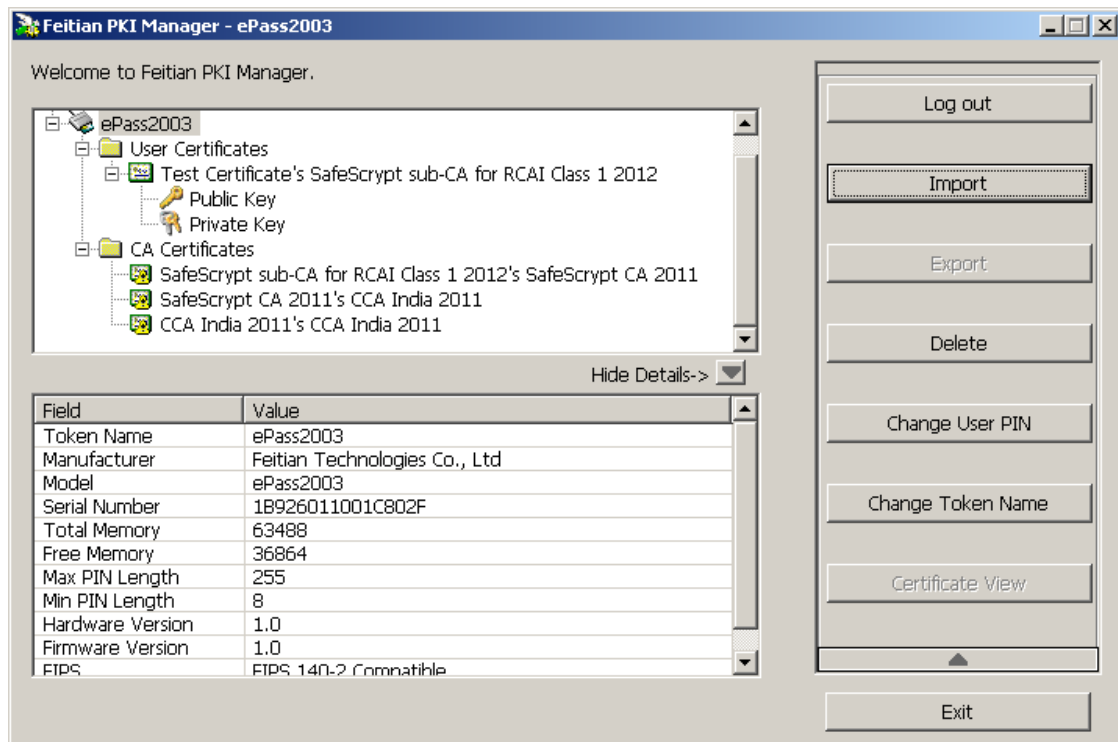 Feitian PKI Manager - ePass2003
Welcome to Feitian PKI Manager.
ePass2003
User Certificates
Test Certificate's SafeScrypt sub-CA for RCAI Class 1 2012
Public Key
Private Key
CA Certificates
SafeScrypt sub-CA for RCAI Class 1 2012's SafeScrypt CA 2011
SafeScrypt CA 2011's CCA India 2011
CCA India 2011's CCA India 2011
Hide Details->
Field Value
Token Name ePass2003
Manufacturer Feitian Technologies Co., Ltd
Model ePass2003
Serial Number 1B926011001C802F
Total Memory 63488
Free Memory 36864
Max PIN Length 255
Min PIN Length 8
Hardware Version 1.0
Firmware Version 1.0
FIPS FIPS 140-2 Compatible
Log out
Import
Export
Delete
Change User PIN
Change Token Name
Certificate View
Exit